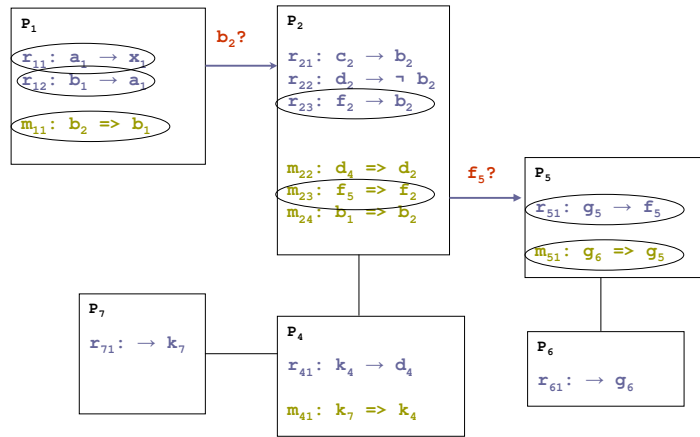 P₁
r₁₁: a₁ → x₁
r₁₂: b₁ → a₁
m₁₁: b₂ => b₁
b₂?
P₂
r₂₁: c₂ → b₂
r₂₂: d₂ → ¬ b₂
r₂₃: f₂ → b₂
m₂₂: d₄ => d₂
m₂₃: f₅ => f₂
m₂₄: b₁ => b₂
f₅?
P₅
r₅₁: g₅ → f₅
m₅₁: g₆ => g₅
P₇
r₇₁: → k₇
P₄
r₄₁: k₄ → d₄
m₄₁: k₇ => k₄
P₆
r₆₁: → g₆